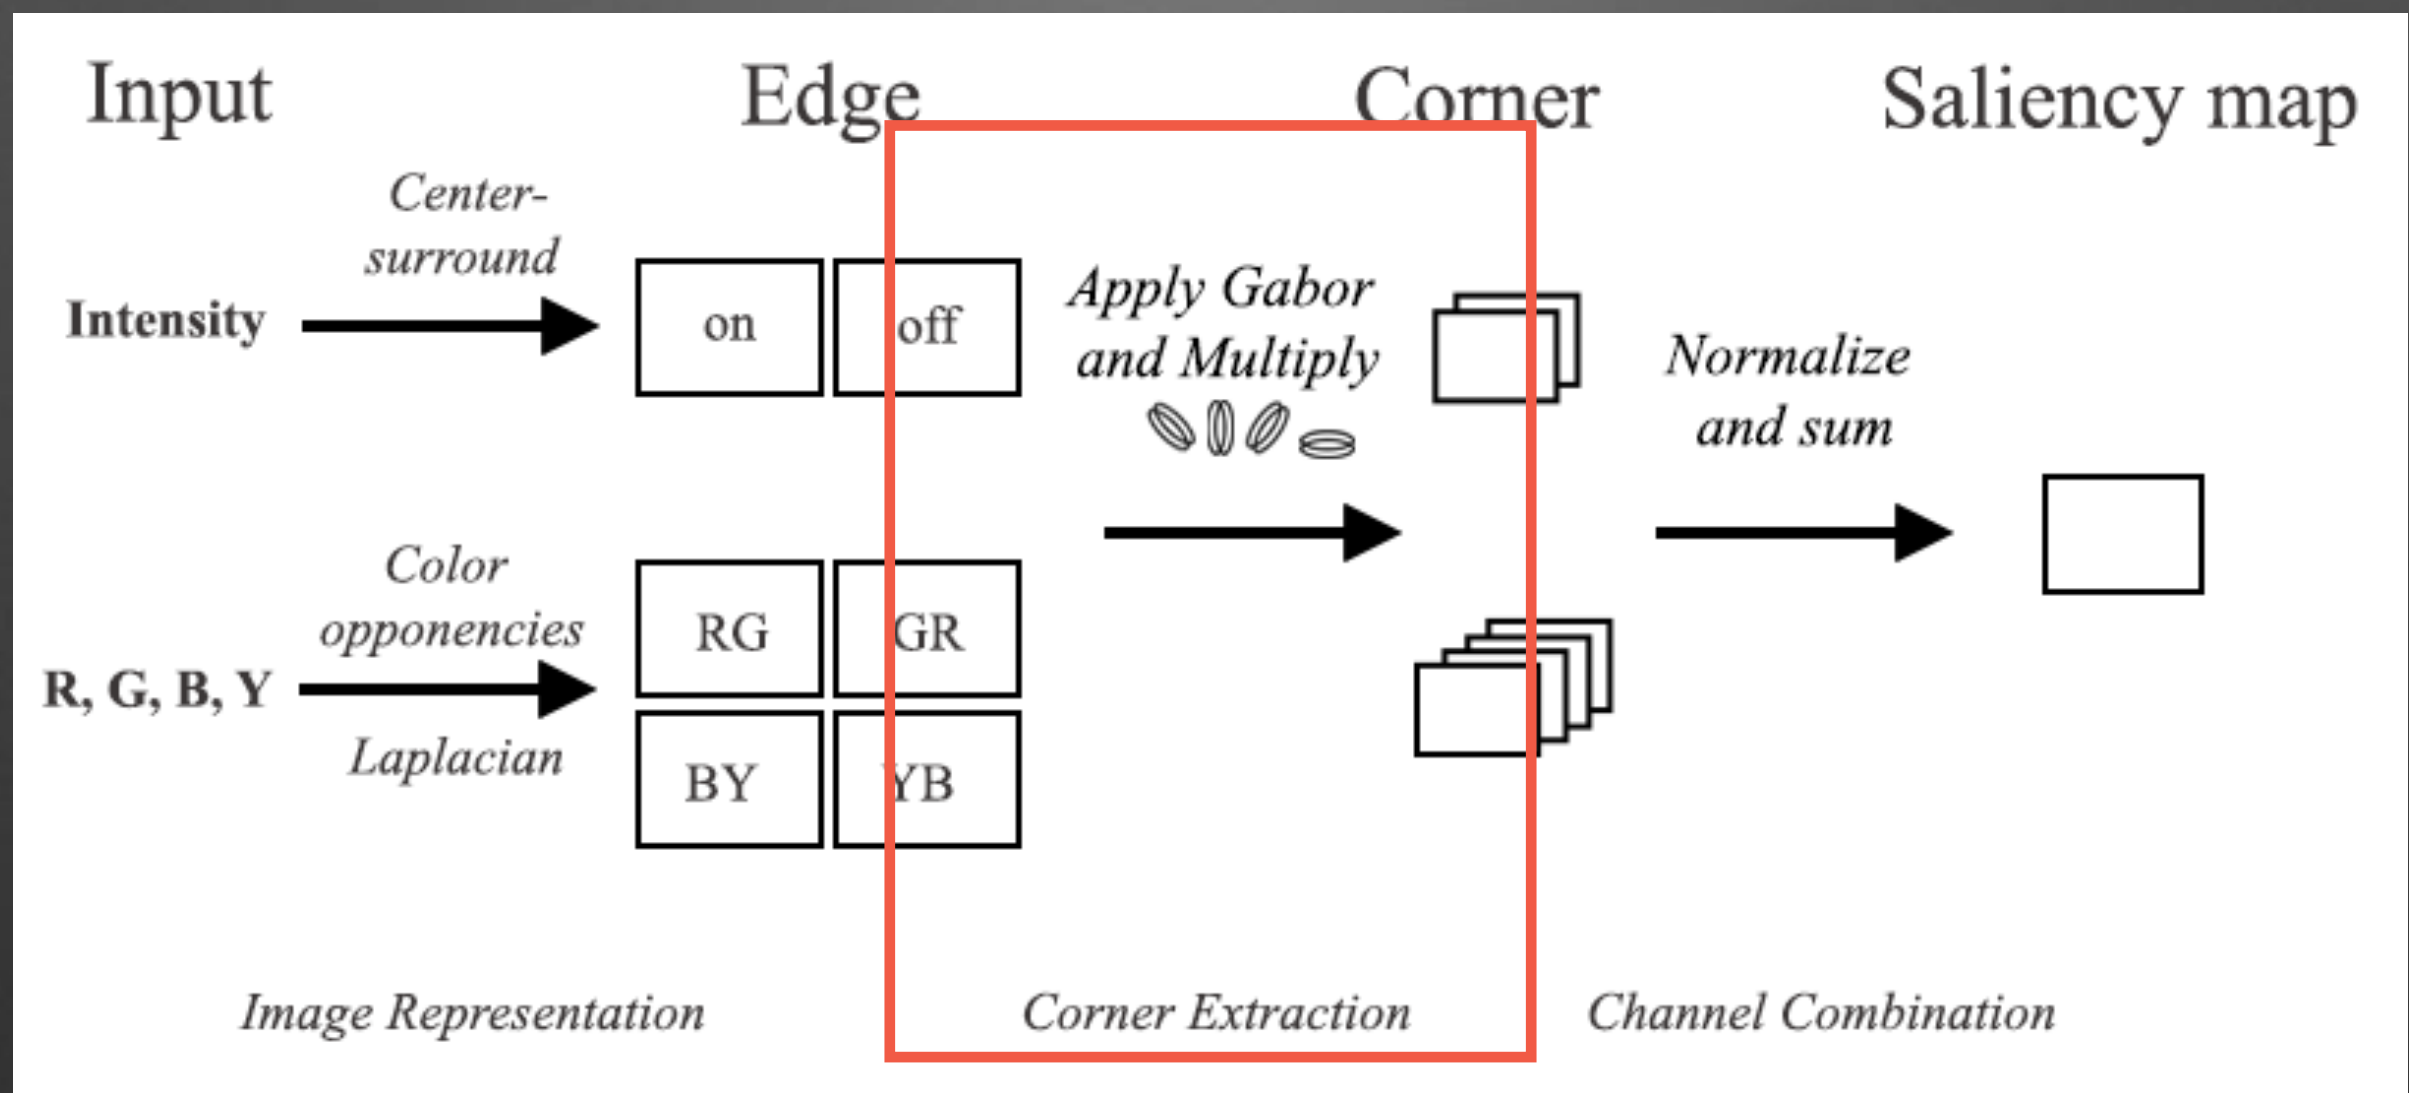 Input
Edge
Corner
Saliency map
Center-
surround
Intensity
on
off
Apply Gabor
and Multiply
Normalize
and sum
Color
opponencies
R, G, B, Y
Laplacian
RG
GR
BY
YB
Image Representation
Corner Extraction
Channel Combination